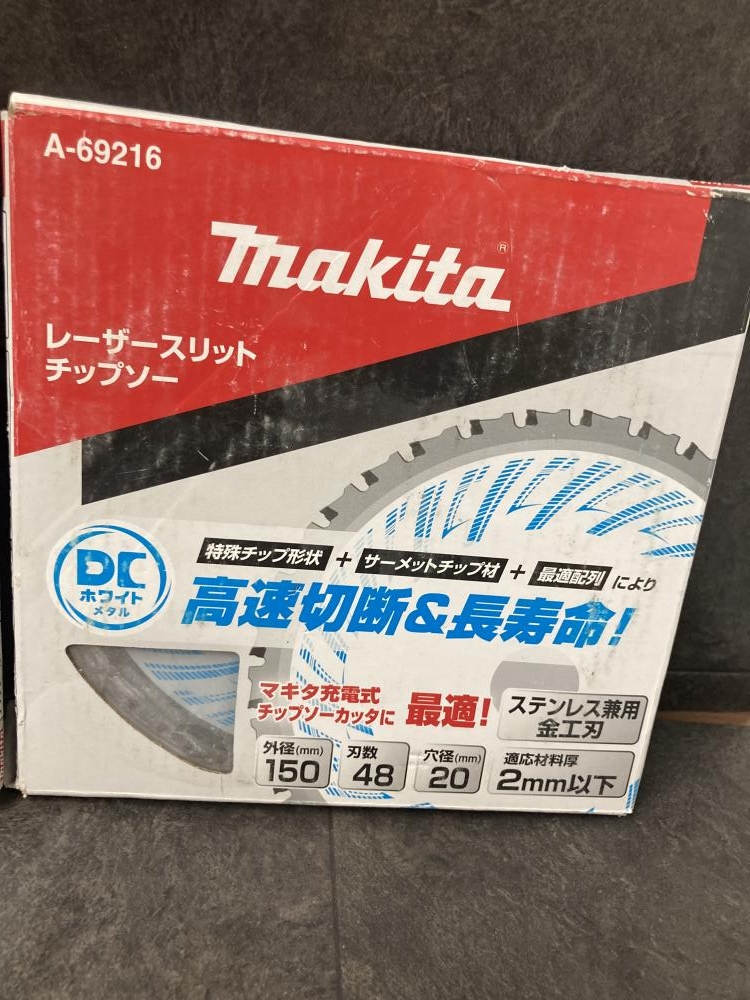 A-69216
makita®
レーザースリット
チップソー
DC
ホワイト
メタル
特殊チップ形状 + サーメットチップ材 + 最適配列 により
高速切断&長寿命!
マキタ充電式
チップソーカッタに 最適!
ステンレス兼用
金工刃
外径(mm)
150
刃数
48
穴径(mm)
20
適応材料厚
2mm以下
makita